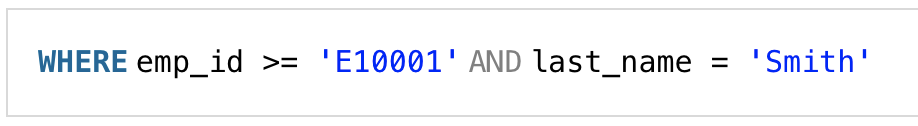 WHERE emp_id >= 'E10001' AND last_name = 'Smith'